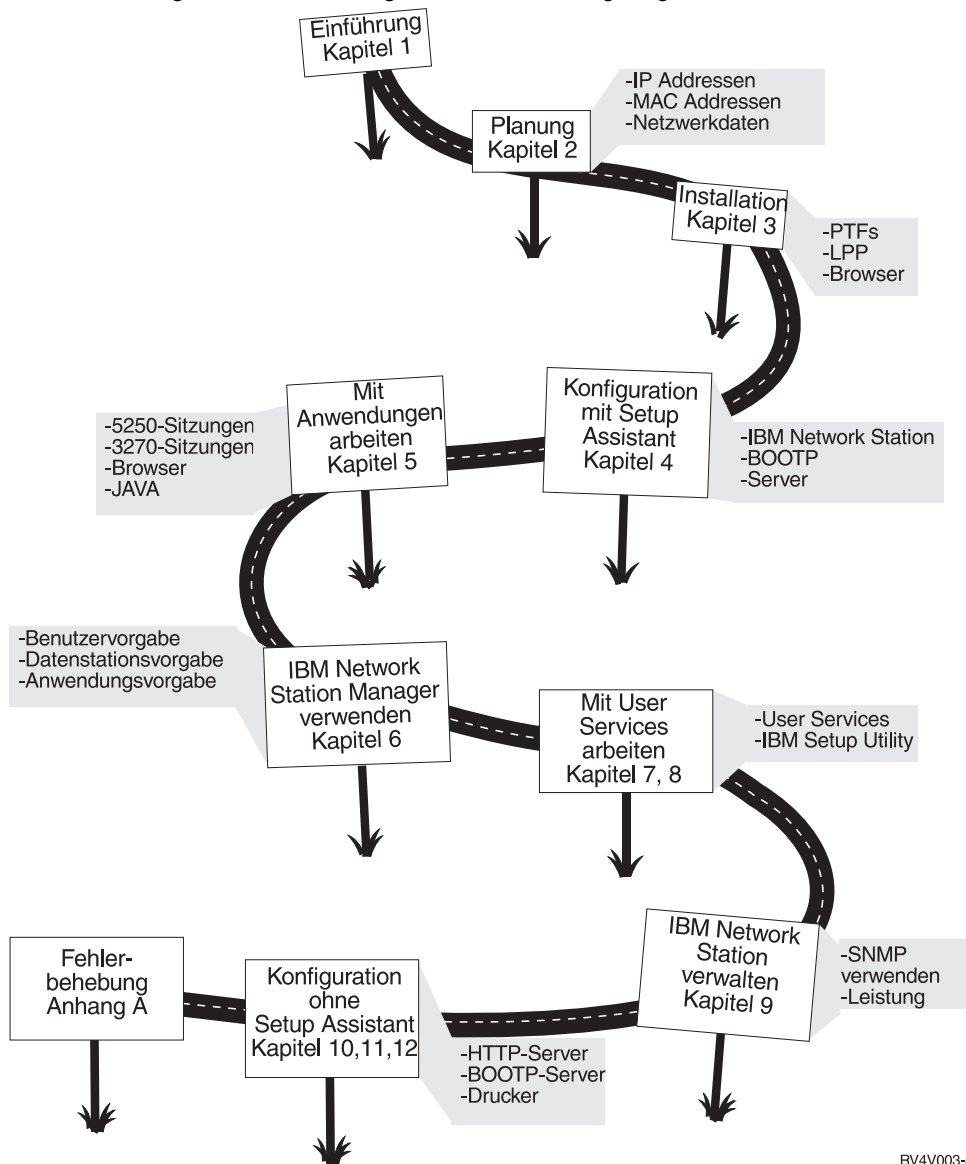 Einführung
Kapitel 1
-IP Addressen
-MAC Addressen
-Netzwerkdaten
Planung
Kapitel 2
Installation
Kapitel 3
-PTFs
-LPP
-Browser
Mit
Anwendungen
arbeiten
Kapitel 5
-5250-Sitzungen
-3270-Sitzungen
-Browser
-JAVA
Konfiguration
mit Setup
Assistant
Kapitel 4
-IBM Network Station
-BOOTP
-Server
-Benutzervorgabe
-Datenstationsvorgabe
-Anwendungsvorgabe
IBM Network
Station Manager
verwenden
Kapitel 6
Mit User
Services
arbeiten
Kapitel 7, 8
-User Services
-IBM Setup Utility
IBM Network
Station
verwalten
Kapitel 9
-SNMP
verwenden
-Leistung
Fehler-
behebung
Anhang A
Konfiguration
ohne
Setup Assistant
Kapitel 10,11,12
-HTTP-Server
-BOOTP-Server
-Drucker